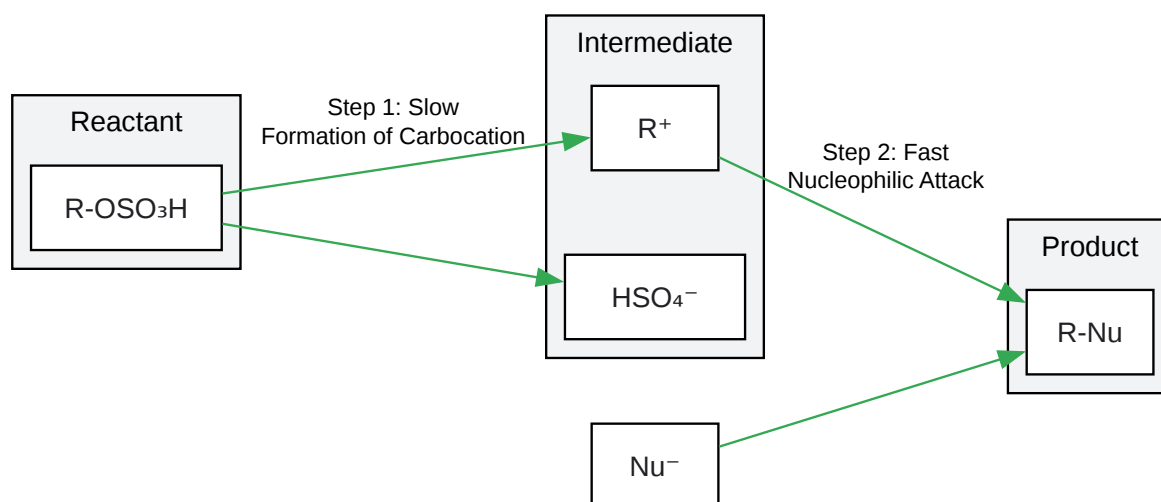 Reactant
R-OSO₃H
Step 1: Slow
Formation of Carbocation
Intermediate
R⁺
HSO₄⁻
Step 2: Fast
Nucleophilic Attack
Nu⁻
Product
R-Nu